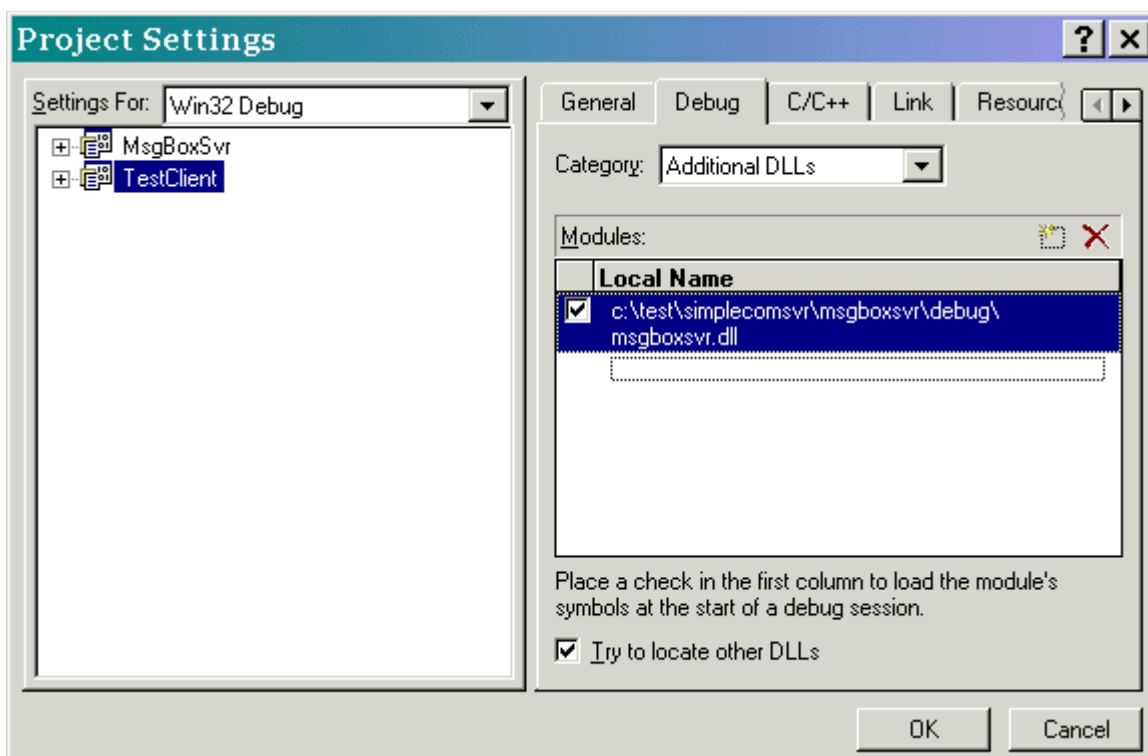 Project Settings
Settings For: Win32 Debug
MsgBoxSvr
TestClient
General Debug C/C++ Link Resourc
Category: Additional DLLs
Modules:
Local Name
c:\test\simplecomsvr\msgboxsvr\debug\
msgboxsvr.dll
Place a check in the first column to load the module's
symbols at the start of a debug session.
Try to locate other DLLs
OK Cancel